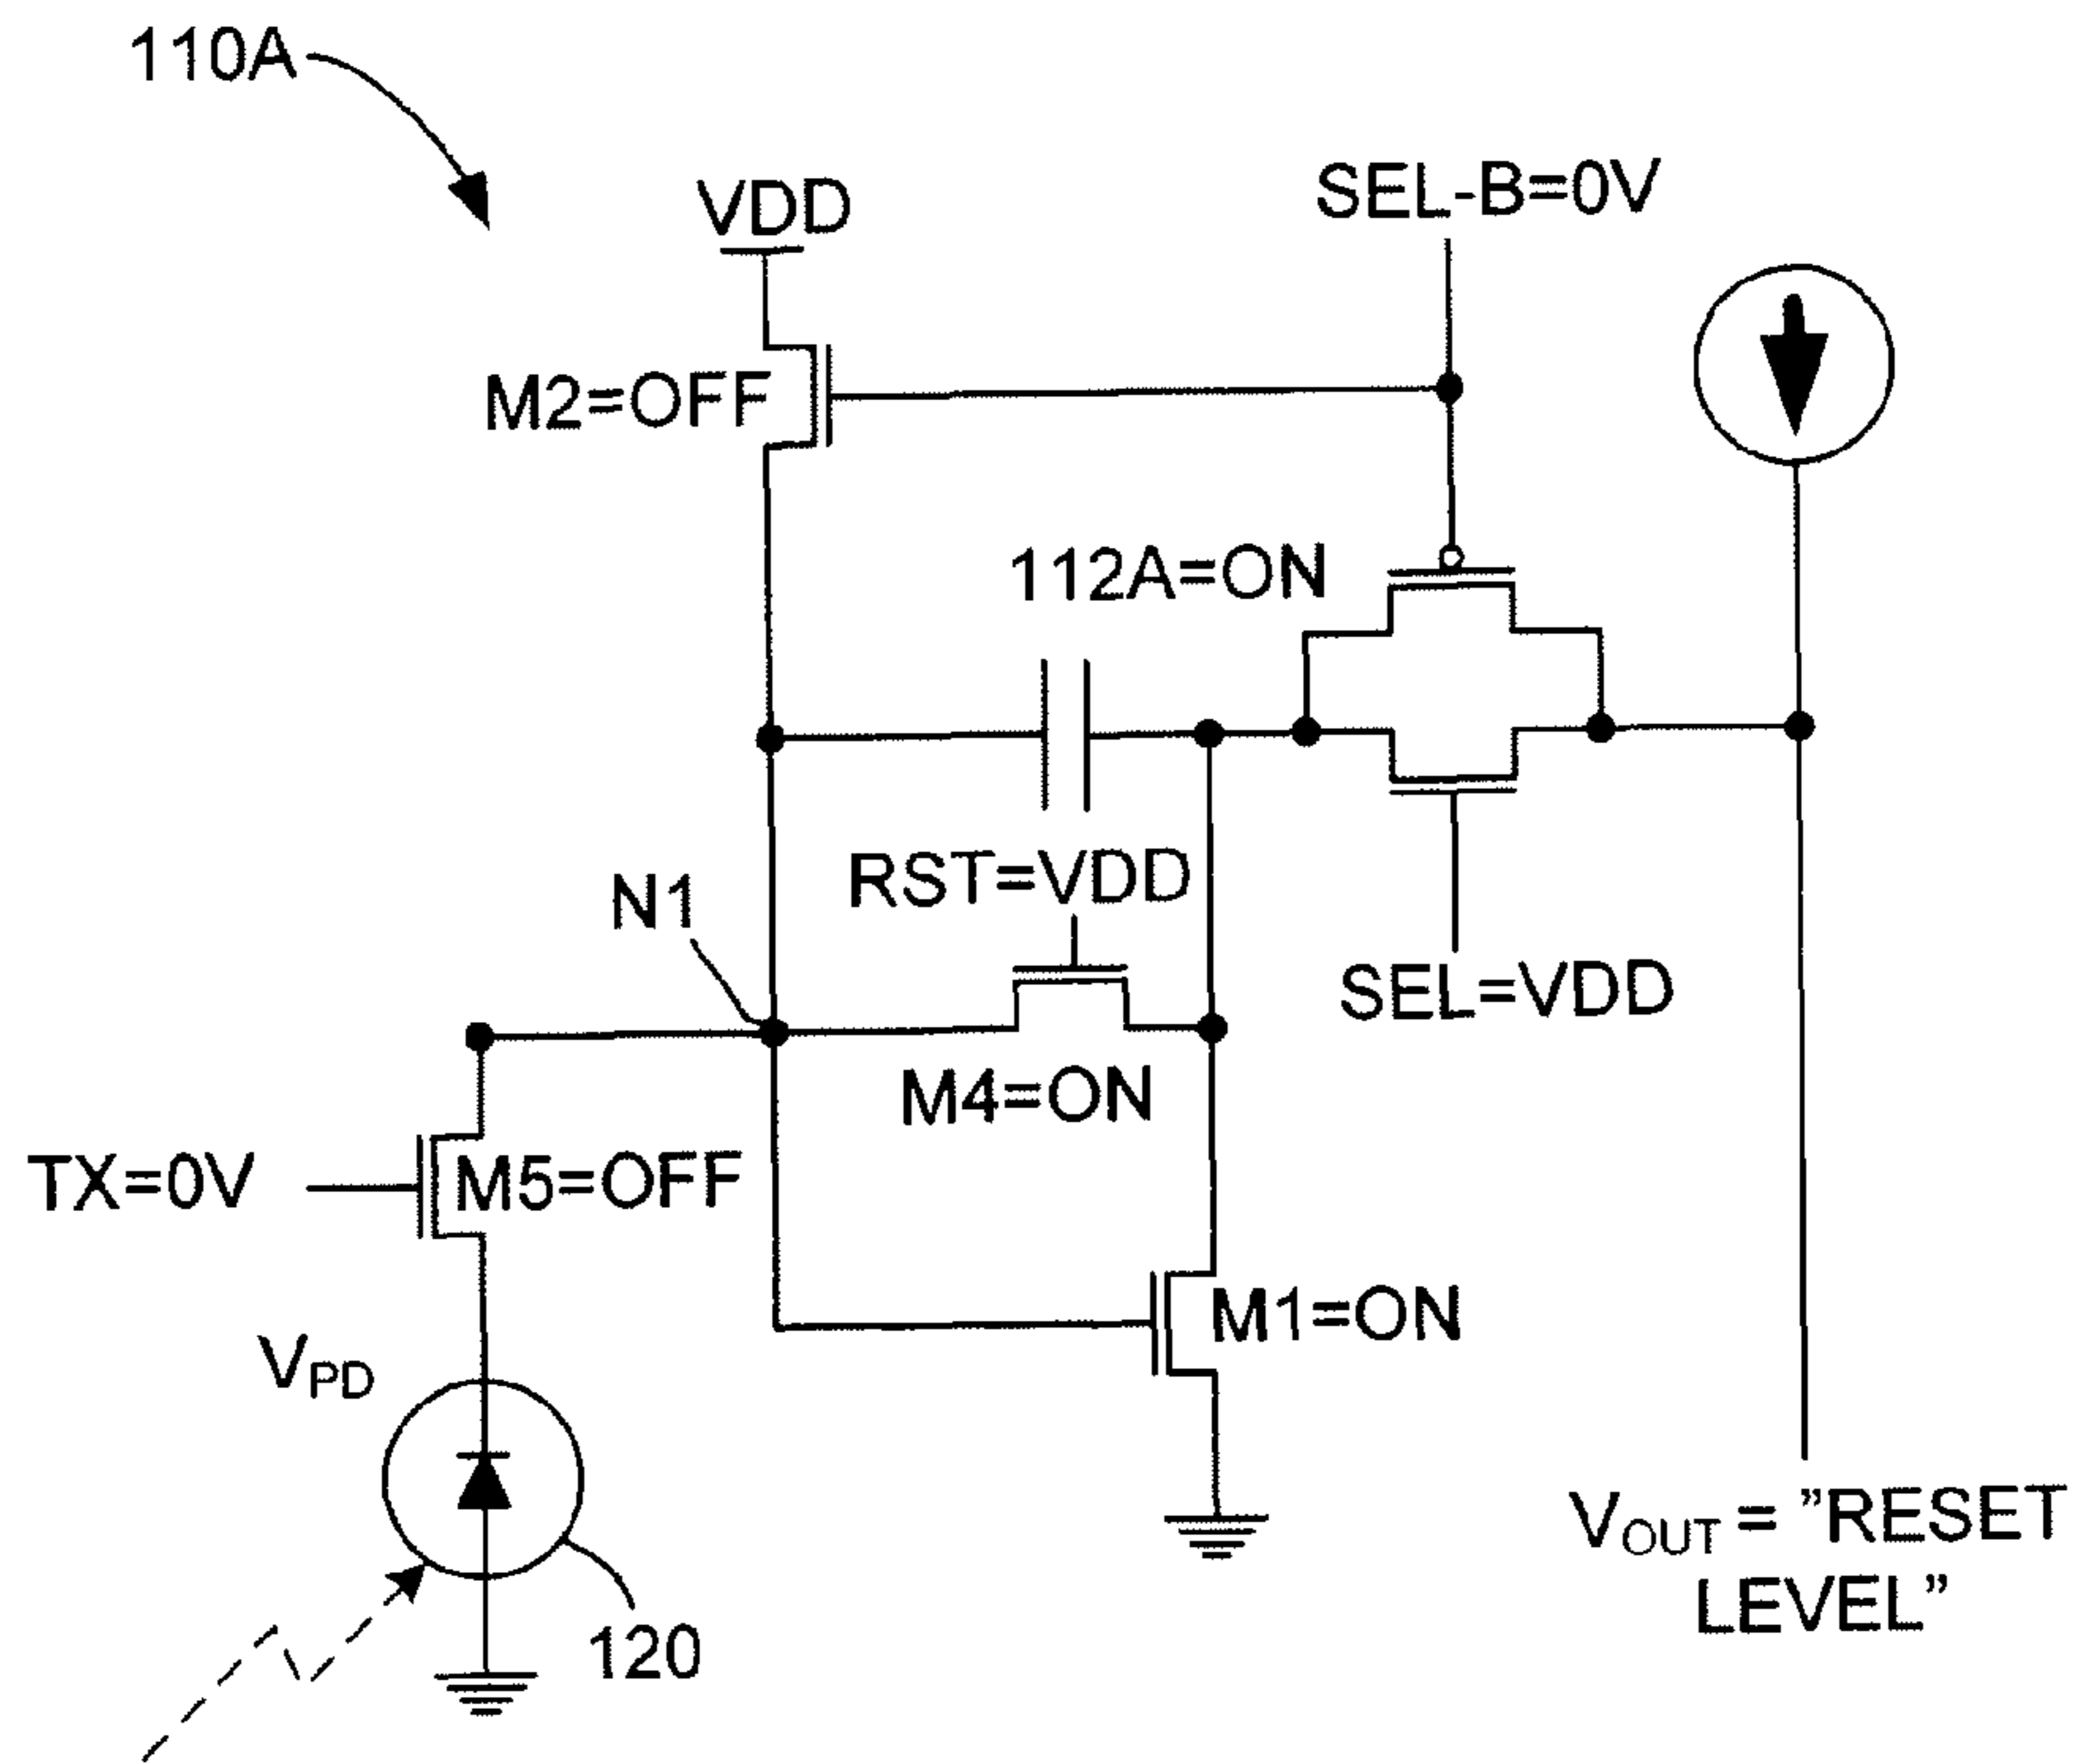 110A
VDD
SEL-B=0V
M2=OFF
112A=ON
RST=VDD
N1
SEL=VDD
M4=ON
TX=0V
M5=OFF
M1=ON
VPD
120
VOUT = ”RESET
LEVEL”